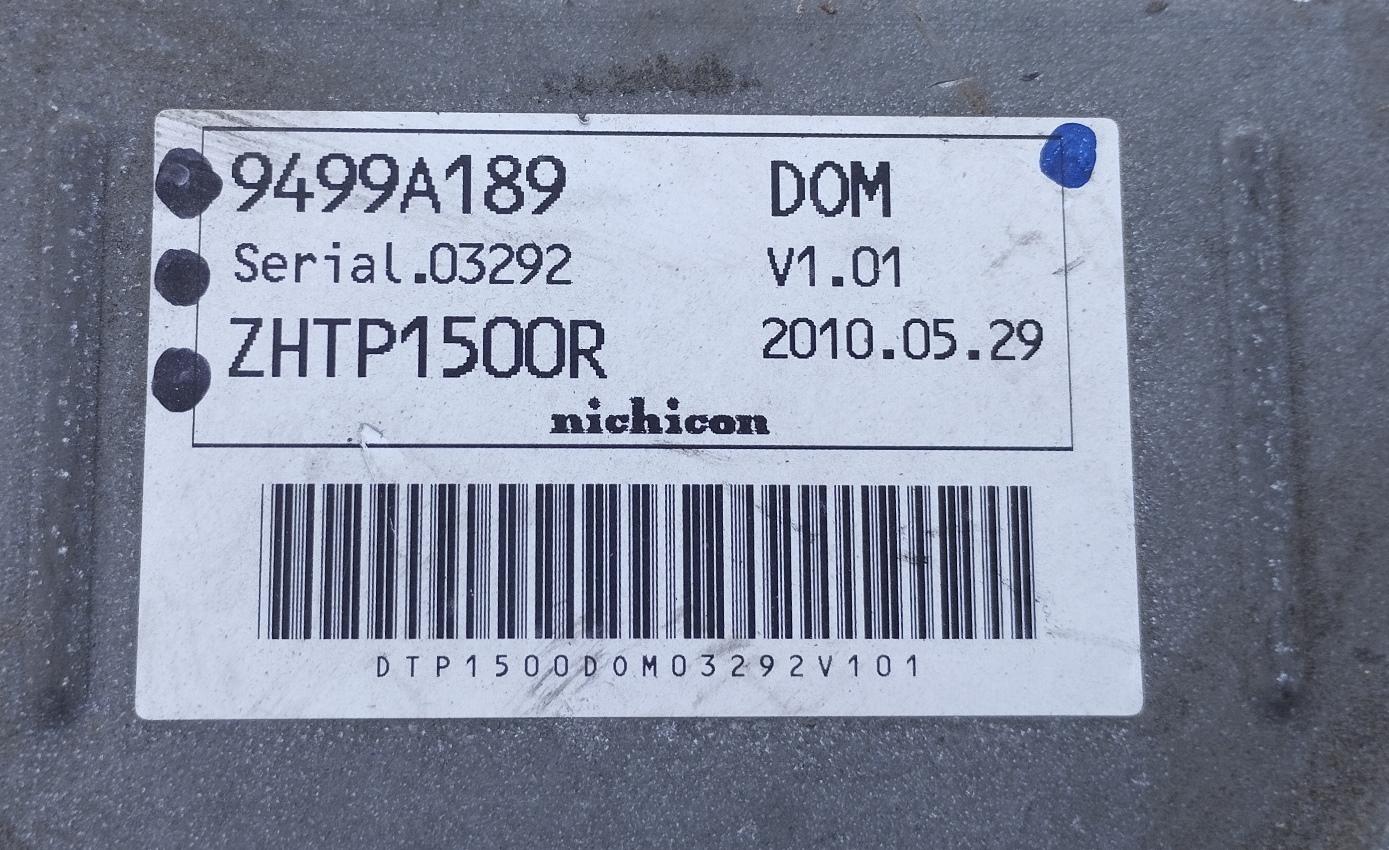 9499A189 DOM
Serial.03292 V1.01
ZHTP1500R 2010.05.29
nichicon
DTP1500DOM03292V101